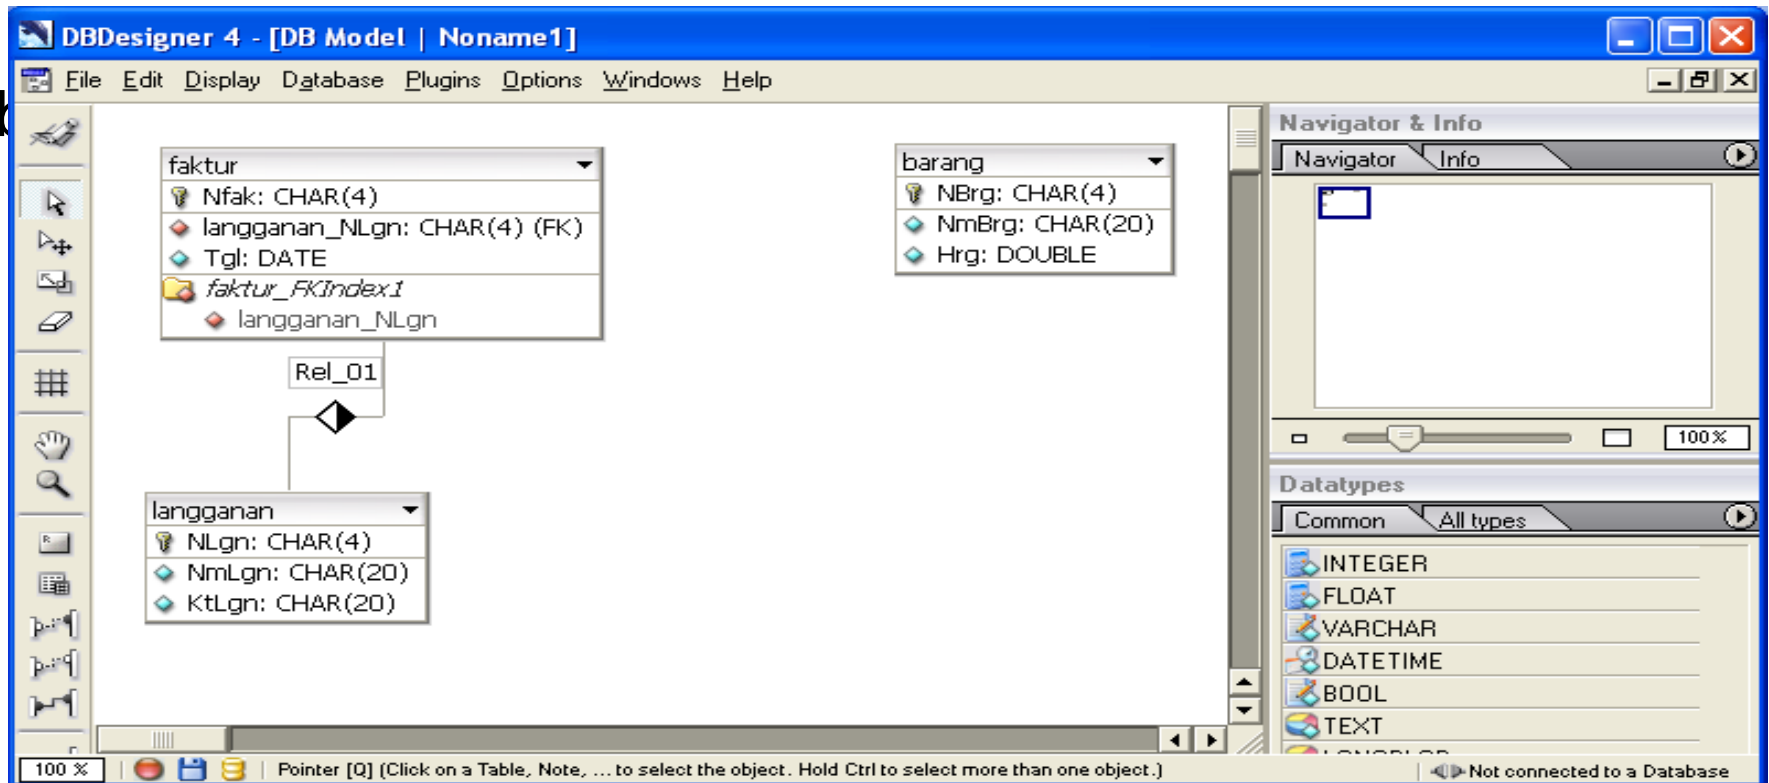 DBDesigner 4 - [DB Model | Noname1]
File Edit Display Database Plugins Options Windows Help
faktur
Nfak: CHAR(4)
langganan_NLgn: CHAR(4) (FK)
Tgl: DATE
faktur_FKIndex1
langganan_NLgn
Rel_01
langganan
NLgn: CHAR(4)
NmLgn: CHAR(20)
KtLgn: CHAR(20)
barang
NBrg: CHAR(4)
NmBrg: CHAR(20)
Hrg: DOUBLE
Navigator & Info
Navigator Info
100%
Datatypes
Common All types
INTEGER
FLOAT
VARCHAR
DATETIME
BOOL
TEXT
100 % Pointer [Q] (Click on a Table, Note, ... to select the object. Hold Ctrl to select more than one object.) Not connected to a Database